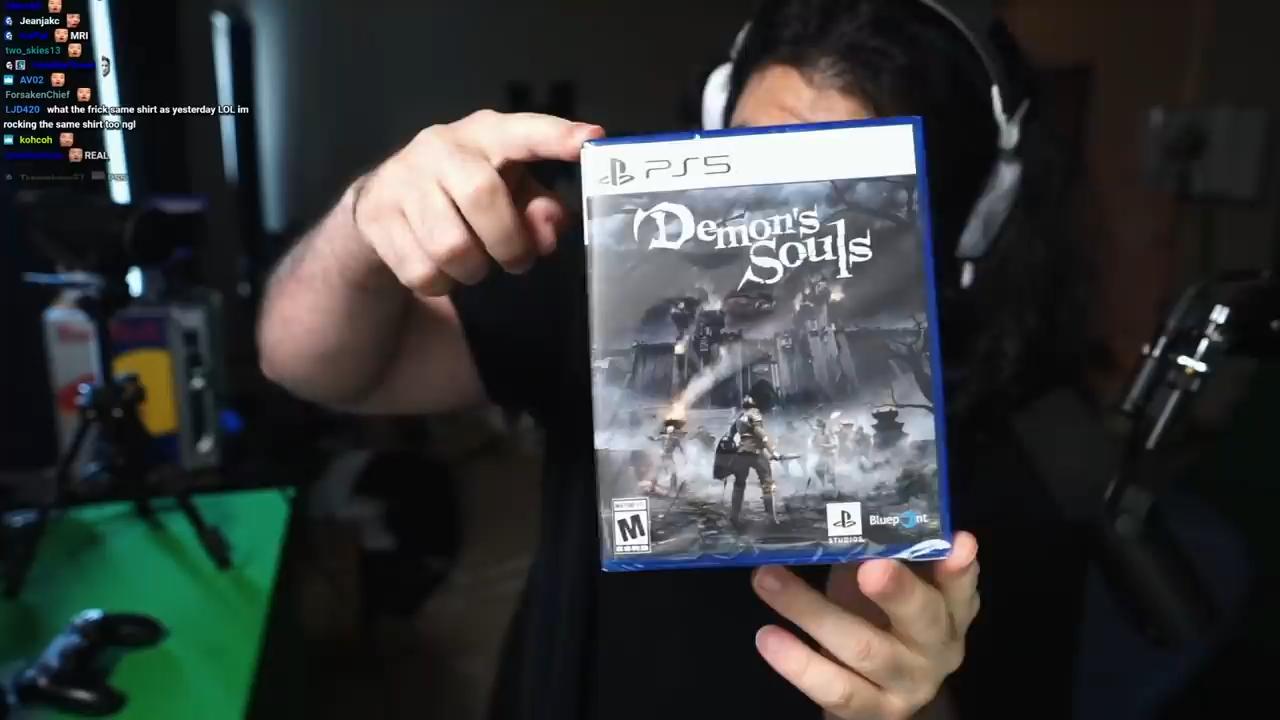 Jeanjakc
MRI
two_skies13
AV02
ForsakenChief
LJD420 what the frick same shirt as yesterday LOL im
rocking the same shirt too ngl
kohcoh
REAL
PS5
Demon's
Souls
M
STUDIOS
Bluepoint